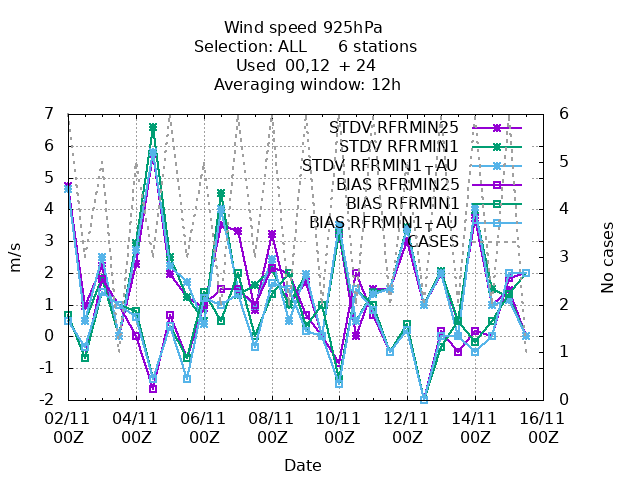 Wind speed 925hPa
Selection: ALL 6 stations
Used 00,12 + 24
Averaging window: 12h
7 6
STDV RFRMIN25
STDV RFRMIN1
6
5
STDV RFRMIN1_AU
5
BIAS RFRMIN25
BIAS RFRMIN1
4 4
BIAS RFRMIN1_AU
CASES
3 3
m/s
No cases
2
2
1
0
1
-1
-2 0
02/11 04/11 06/11 08/11 10/11 12/11 14/11 16/11
00Z 00Z 00Z 00Z 00Z 00Z 00Z 00Z
Date